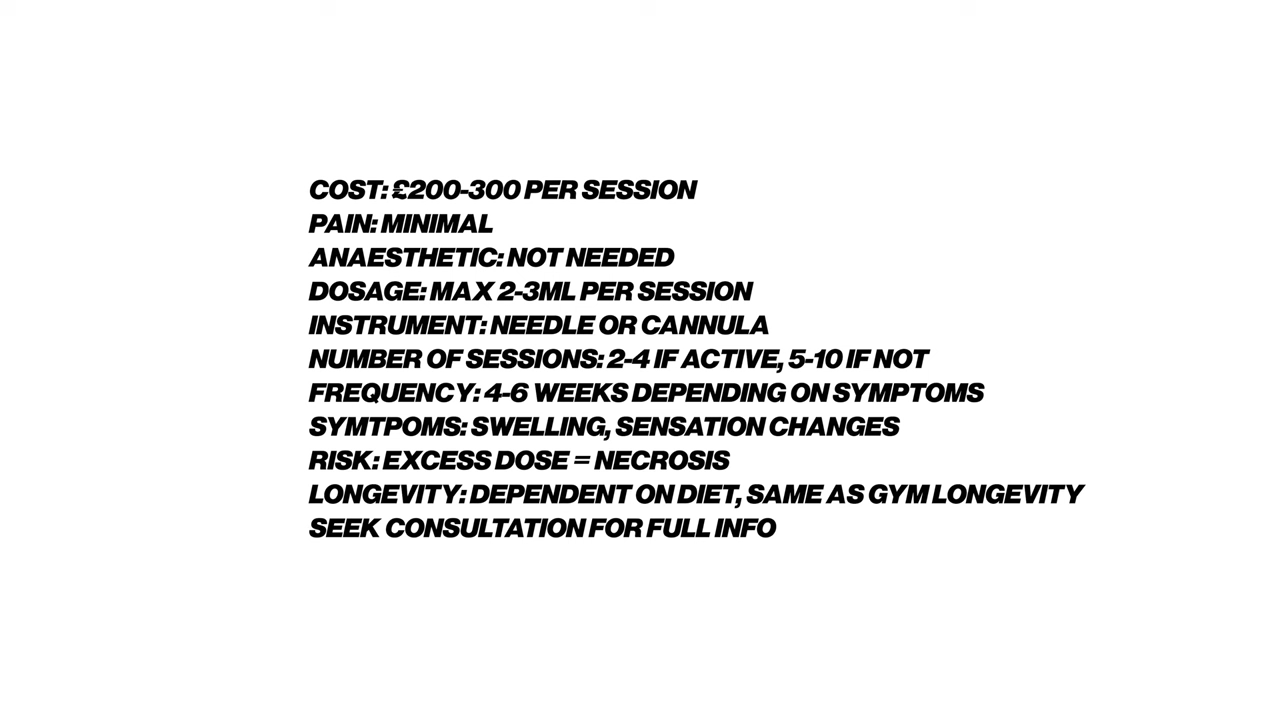 COST: £200-300 PER SESSION
PAIN: MINIMAL
ANAESTHETIC: NOT NEEDED
DOSAGE: MAX 2-3ML PER SESSION
INSTRUMENT: NEEDLE OR CANNULA
NUMBER OF SESSIONS: 2-4 IF ACTIVE, 5-10 IF NOT
FREQUENCY: 4-6 WEEKS DEPENDING ON SYMPTOMS
SYMTPOMS: SWELLING, SENSATION CHANGES
RISK: EXCESS DOSE = NECROSIS
LONGEVITY: DEPENDENT ON DIET, SAME AS GYM LONGEVITY
SEEK CONSULTATION FOR FULL INFO